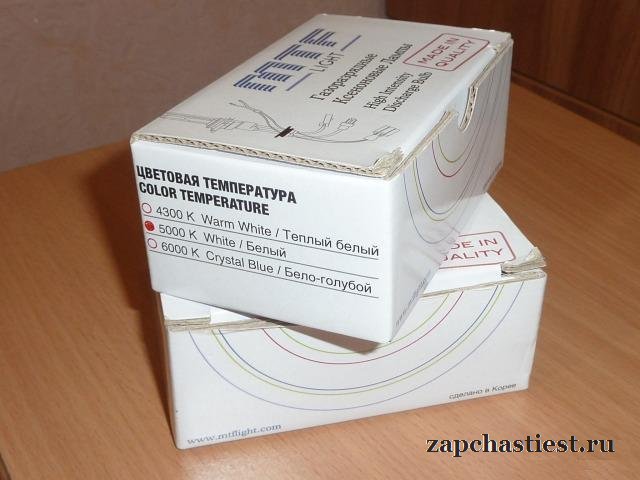 MTF
LIGHT
Газоразрядные
Ксеноновые Лампы
High Intensity
Discharge Bulb
MADE IN
QUALITY
ЦВЕТОВАЯ ТЕМПЕРАТУРА
COLOR TEMPERATURE
4300 K Warm White / Теплый белый
5000 K White / Белый
6000 K Crystal Blue / Бело-голубой
MADE IN
QUALITY
сделано в Корее
www.mtflight.com
zapchastiest.ru